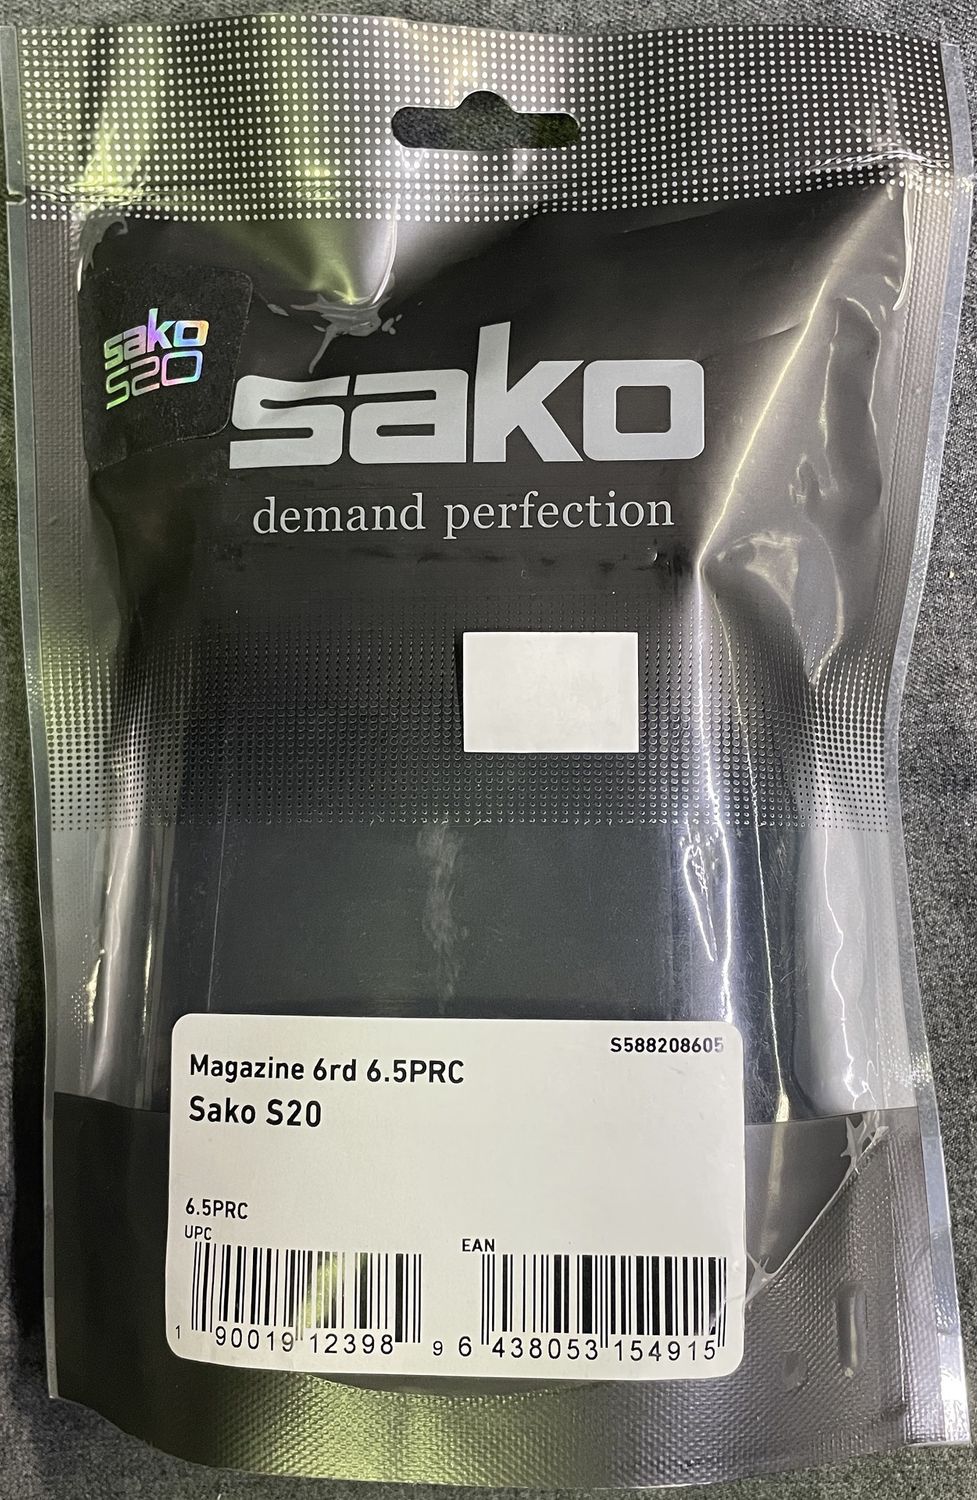 sako
S20
sako
demand perfection
S588208605
Magazine 6rd 6.5PRC
Sako S20
6.5PRC
UPC
EAN
1 90019 12398 9
6 438053 154915